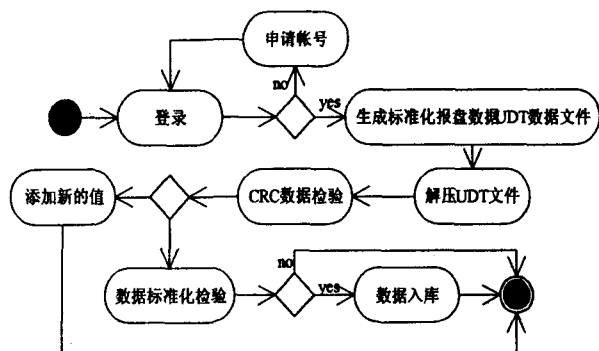 申请帐号
no
登录
yes
生成标准化报盘数据UDT数据文件
添加新的值
CRC数据检验
解压UDT文件
no
数据标准化检验
yes
数据入库